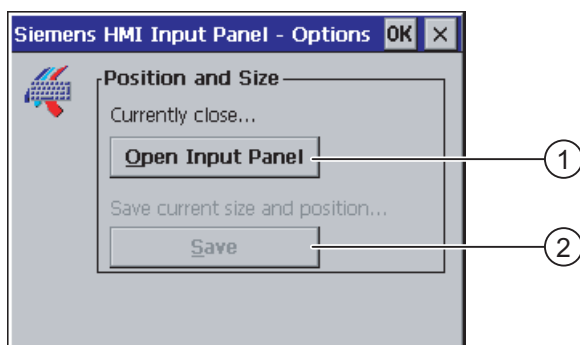 Siemens HMI Input Panel - Options OK ×
Position and Size
Currently close...
Open Input Panel
1
Save current size and position...
Save
2